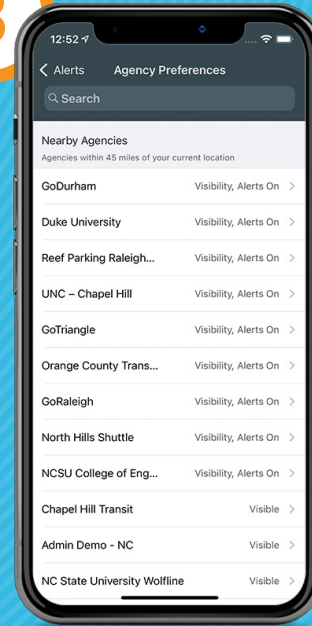 3
12:52
Alerts
Agency Preferences
Search
Nearby Agencies
Agencies within 45 miles of your current location
GoDurham Visibility, Alerts On
Duke University Visibility, Alerts On
Reef Parking Raleigh... Visibility, Alerts On
UNC – Chapel Hill Visibility, Alerts On
GoTriangle Visibility, Alerts On
Orange County Trans... Visibility, Alerts On
GoRaleigh Visibility, Alerts On
North Hills Shuttle Visibility, Alerts On
NCSU College of Eng... Visibility, Alerts On
Chapel Hill Transit Visible
Admin Demo - NC Visible
NC State University Wolfline Visible